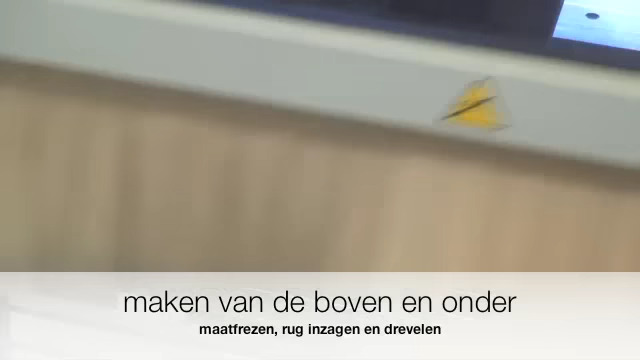 maken van de boven en onder
maatfrezen, rug inzagen en drevelen